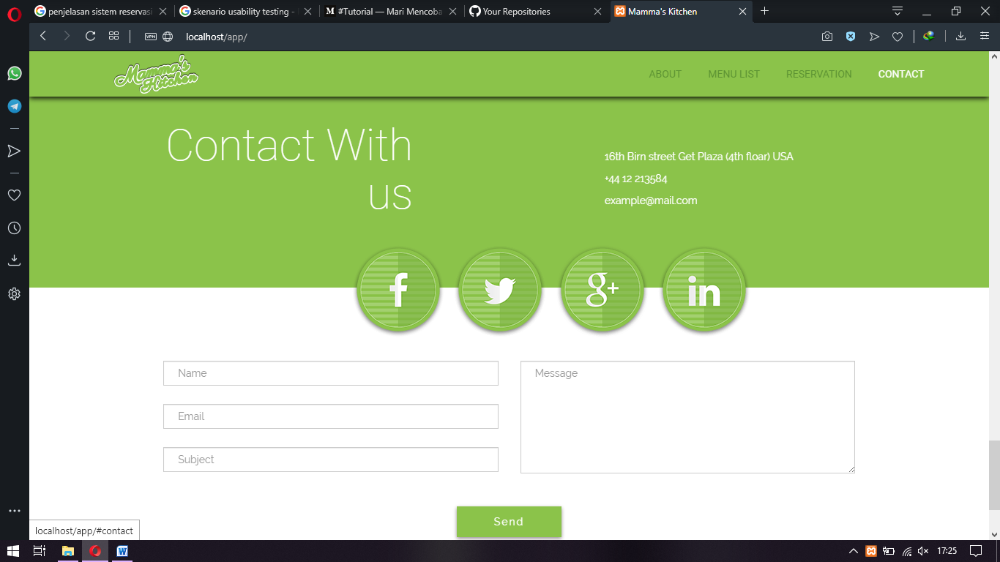 penjelasan sistem reservasi
skenario usability testing -
#Tutorial — Mari Mencoba
Your Repositories
Mamma's Kitchen
VPN
localhost/app/
Mamma's
Kitchen
ABOUT
MENU LIST
RESERVATION
CONTACT
Contact With
us
16th Birn street Get Plaza (4th floar) USA
+44 12 213584
example@mail.com
Name
Message
Email
Subject
Send
localhost/app/#contact
17:25